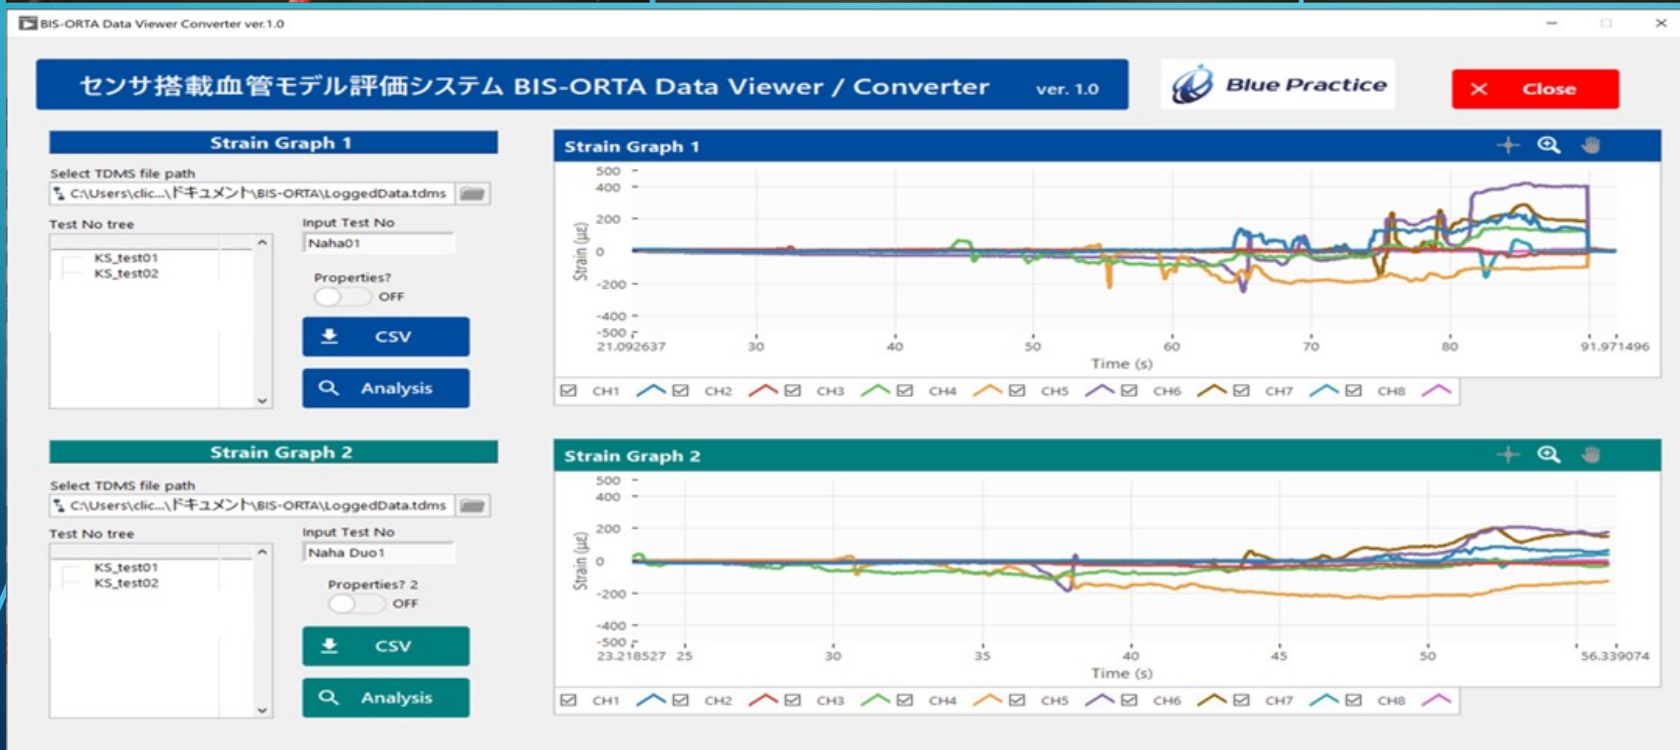 BIS-ORTA Data Viewer Converter ver.1.0
センサ搭載血管モデル評価システム BIS-ORTA Data Viewer / Converter ver. 1.0
Blue Practice
Close
Strain Graph 1
Select TDMS file path
C:\Users\clic...\ドキュメント\BIS-ORTA\LoggedData.tdms
Test No tree
KS_test01
KS_test02
Input Test No
Naha01
Properties?
OFF
CSV
Analysis
Strain Graph 1
500
400
200
0
-200
-400
-500
Strain (με)
21.092637 30 40 50 60 70 80 91.971496
Time (s)
CH1 CH2 CH3 CH4 CH5 CH6 CH7 CH8
Strain Graph 2
Select TDMS file path
C:\Users\clic...\ドキュメント\BIS-ORTA\LoggedData.tdms
Test No tree
KS_test01
KS_test02
Input Test No
Naha Duo1
Properties? 2
OFF
CSV
Analysis
Strain Graph 2
500
400
200
0
-200
-400
-500
Strain (με)
23.218527 25 30 35 40 45 50 56.339074
Time (s)
CH1 CH2 CH3 CH4 CH5 CH6 CH7 CH8